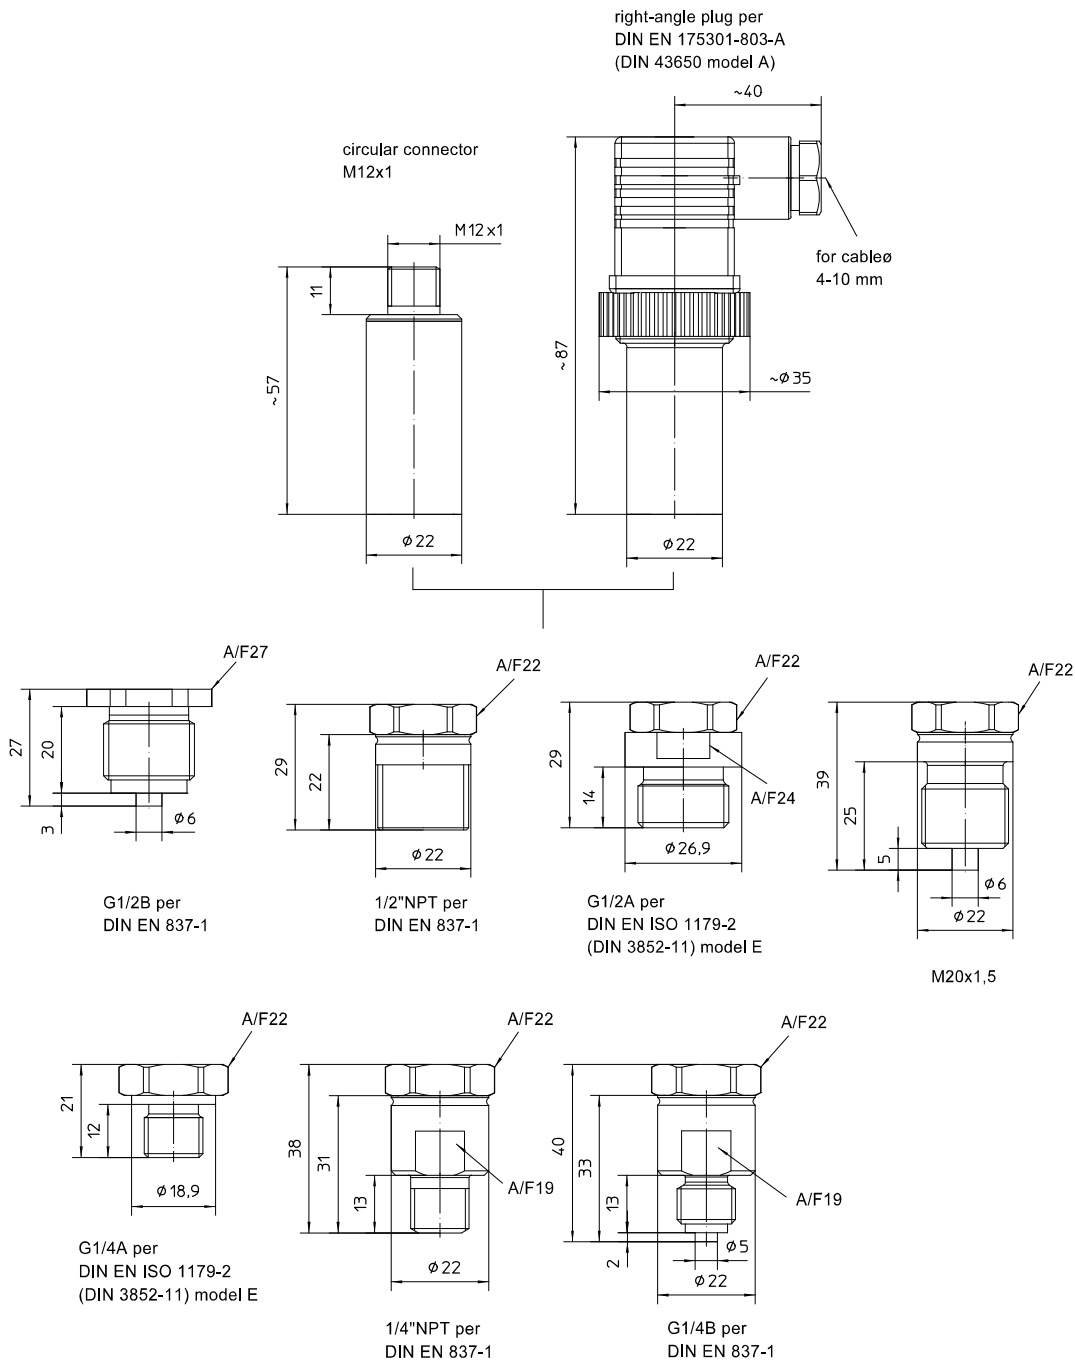 right-angle plug per
DIN EN 175301-803-A
(DIN 43650 model A)
~40
circular connector
M12x1
M12x1
for cableø
4-10 mm
11
~57
~87
~ø35
ø22
ø22
A/F27
27
20
3
ø6
G1/2B per
DIN EN 837-1
A/F22
29
22
ø22
1/2"NPT per
DIN EN 837-1
A/F22
29
14
A/F24
ø26,9
G1/2A per
DIN EN ISO 1179-2
(DIN 3852-11) model E
A/F22
39
25
5
ø6
ø22
M20x1,5
A/F22
21
12
ø18,9
G1/4A per
DIN EN ISO 1179-2
(DIN 3852-11) model E
A/F22
38
31
13
A/F19
ø22
1/4"NPT per
DIN EN 837-1
A/F22
40
33
13
2
A/F19
ø5
ø22
G1/4B per
DIN EN 837-1